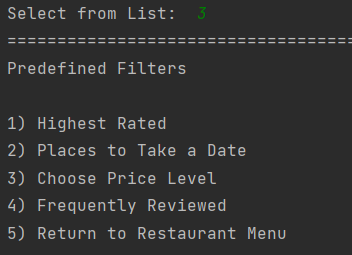 Select from List:  3
===================================
Predefined Filters
1) Highest Rated
2) Places to Take a Date
3) Choose Price Level
4) Frequently Reviewed
5) Return to Restaurant Menu